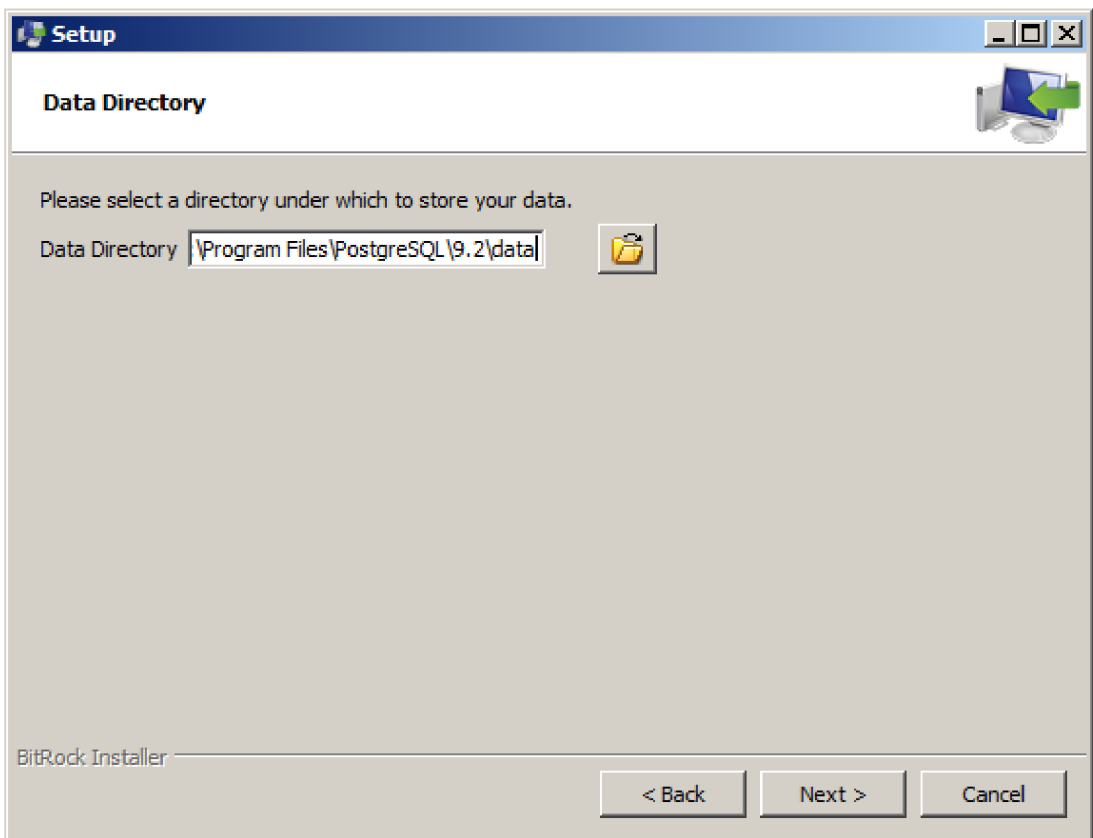 Setup
Data Directory
Please select a directory under which to store your data.
Data Directory :\Program Files\PostgreSQL\9.2\data
BitRock Installer
< Back Next > Cancel